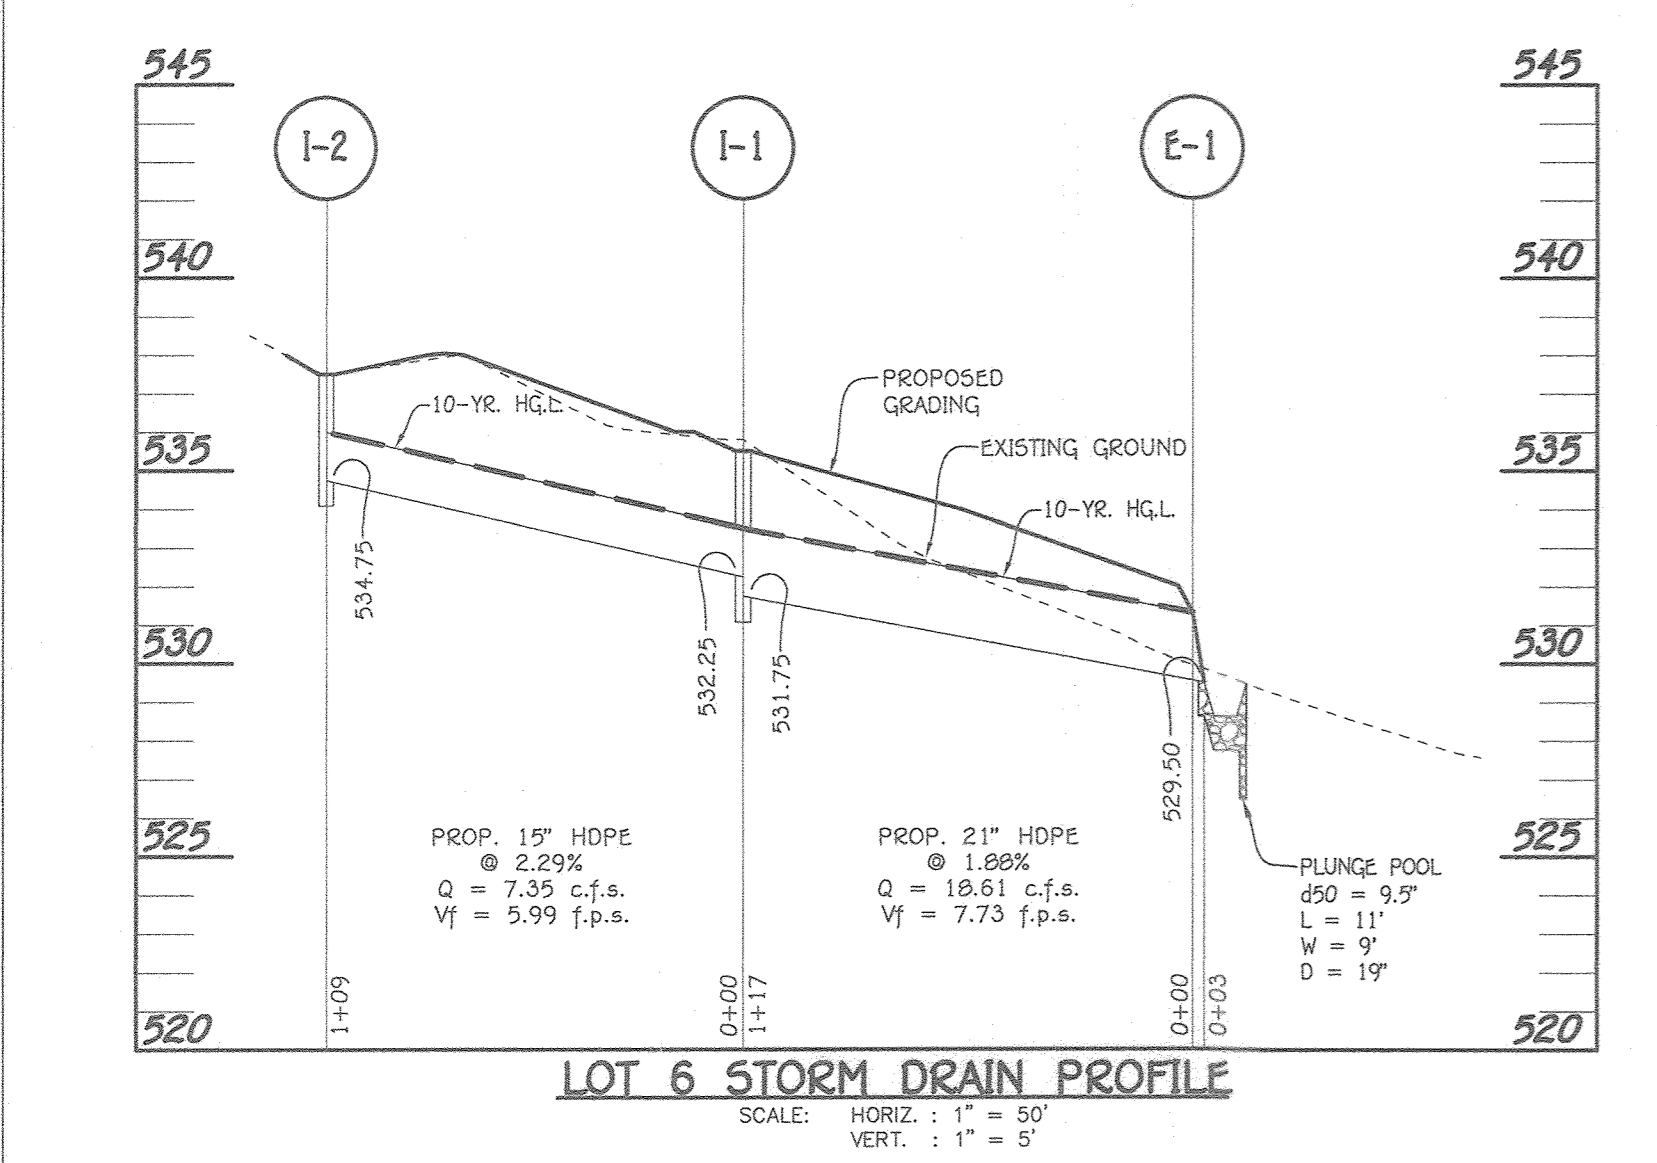 545
545
I-2
I-1
E-1
540
540
PROPOSED
GRADING
10-YR. HG.L.
535
535
EXISTING GROUND
10-YR. HG.L.
534.75
532.25
531.75
530
530
529.50
525
525
PROP. 15" HDPE
@ 2.29%
Q = 7.35 c.f.s.
Vf = 5.99 f.p.s.
PROP. 21" HDPE
@ 1.88%
Q = 18.61 c.f.s.
Vf = 7.73 f.p.s.
PLUNGE POOL
d50 = 9.5"
L = 11'
W = 9'
D = 19"
1+09
0+00
1+17
0+00
0+03
520
520
LOT 6 STORM DRAIN PROFILE
SCALE: HORIZ. : 1" = 50'
VERT. : 1" = 5'